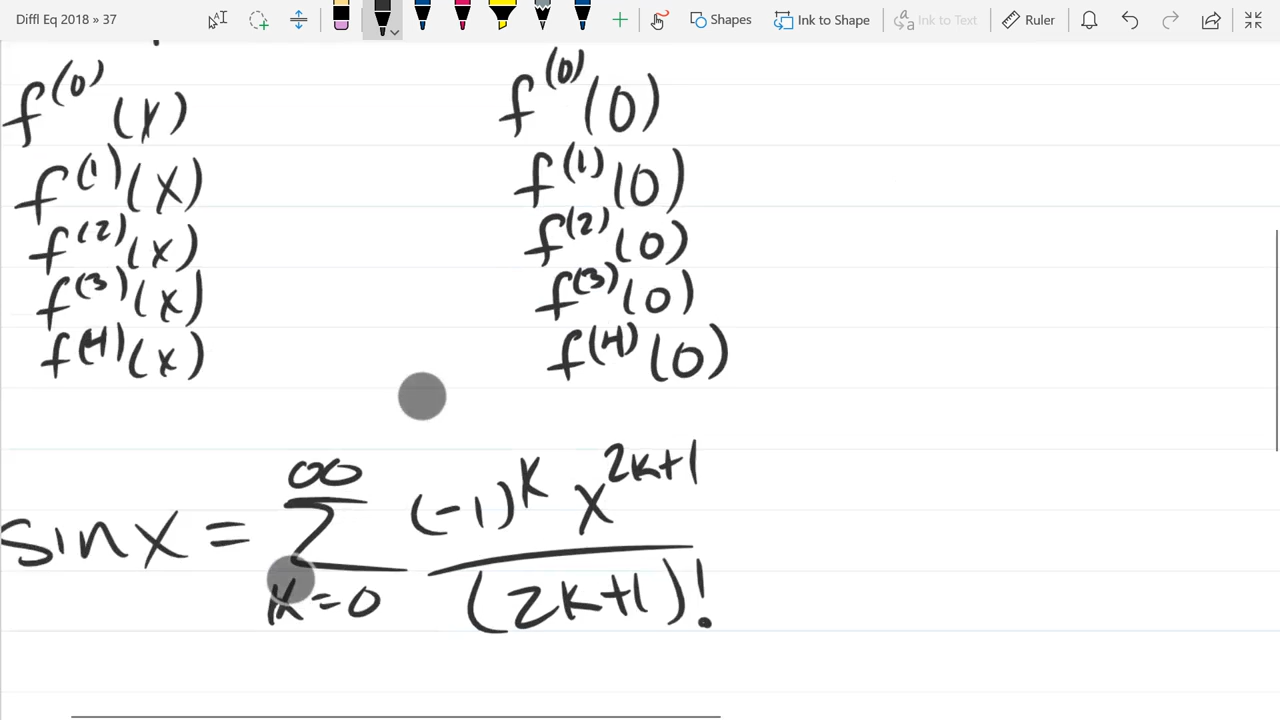 Diffl Eq 2018 > 37 Shapes Ink to Shape Ink to Text Ruler
f^(0)(x) f^(0)(0)
f^(1)(x) f^(1)(0)
f^(2)(x) f^(2)(0)
f^(3)(x) f^(3)(0)
f^(4)(x) f^(4)(0)
sin x = ∑_{k=0}^{∞} (-1)^k x^{2k+1} / (2k+1)!